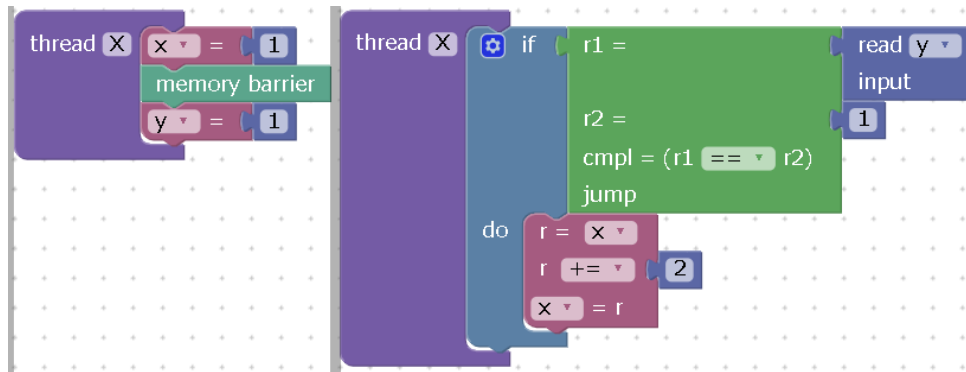 thread X x = 1
memory barrier
y = 1
thread X if r1 = read y
input
r2 = 1
cmpl = (r1 == r2)
jump
do r = x
r += 2
x = r